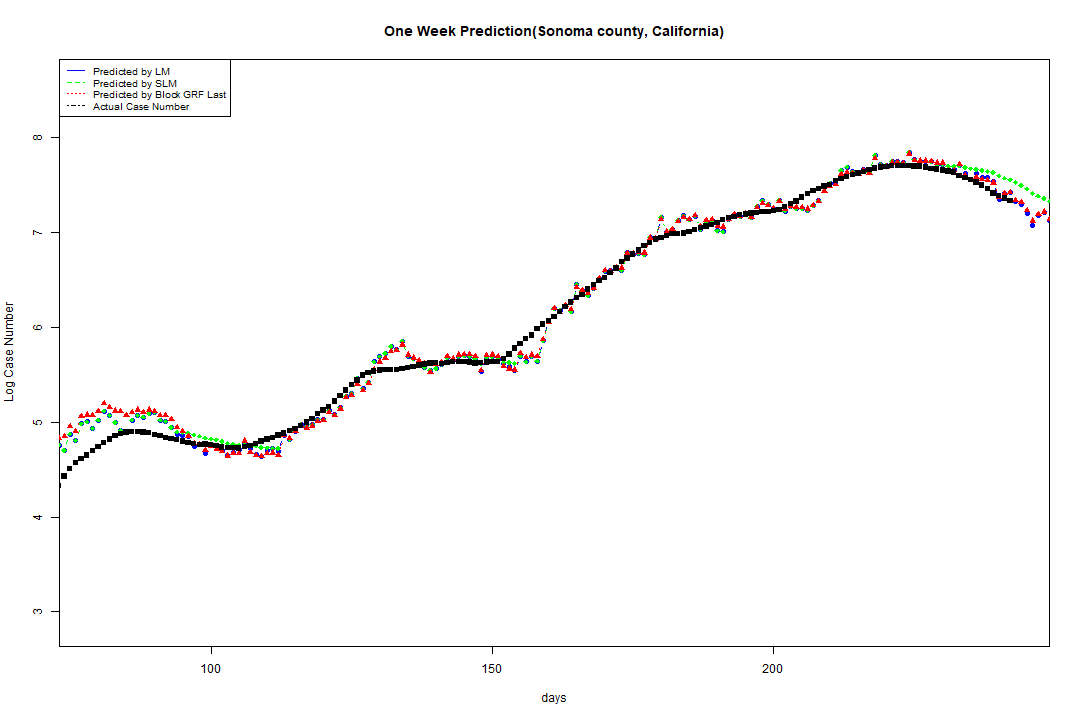 One Week Prediction(Sonoma county, California)
Predicted by LM
Predicted by SLM
Predicted by Block GRF Last
Actual Case Number
8
7
6
5
4
3
Log Case Number
100 150 200
days